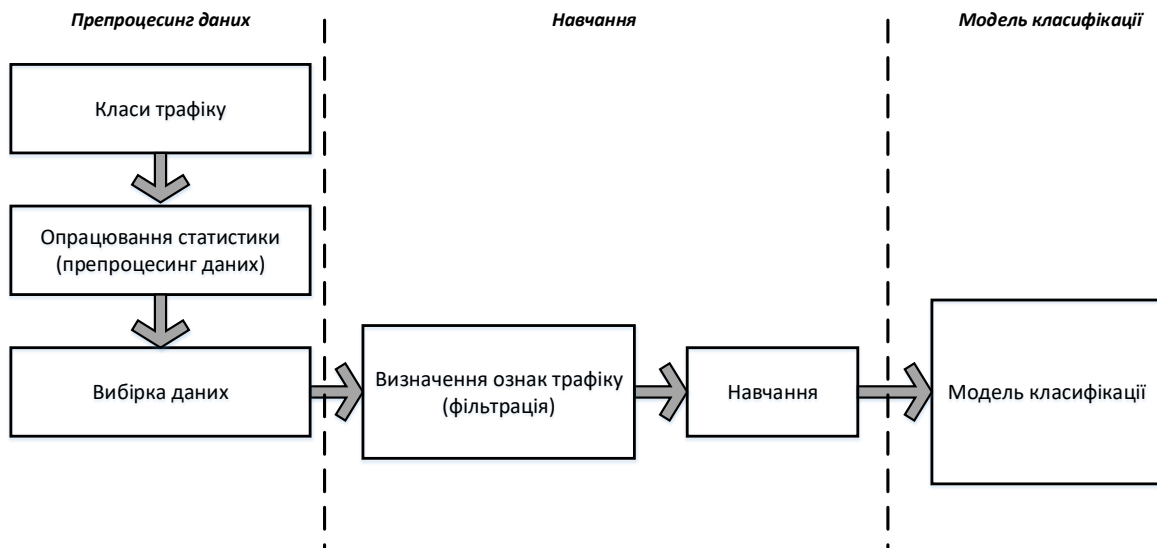 Препроцесинг даних
Навчання
Модель класифікації
Класи трафіку
Опрацювання статистики
(препроцесинг даних)
Вибірка даних
Визначення ознак трафіку
(фільтрація)
Навчання
Модель класифікації